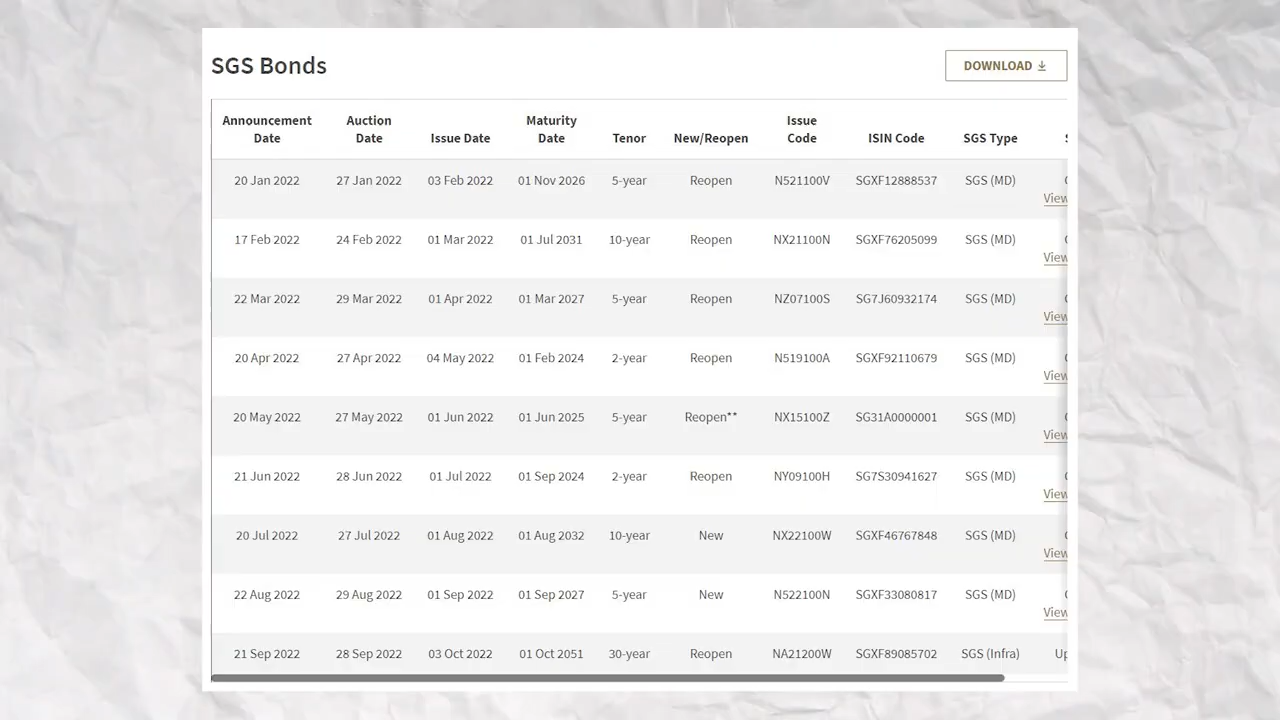 SGS Bonds
DOWNLOAD
Announcement Date Auction Date Issue Date Maturity Date Tenor New/Reopen Issue Code ISIN Code SGS Type
20 Jan 2022 27 Jan 2022 03 Feb 2022 01 Nov 2026 5-year Reopen N521100V SGXF12888537 SGS (MD)
View
17 Feb 2022 24 Feb 2022 01 Mar 2022 01 Jul 2031 10-year Reopen NX21100N SGXF76205099 SGS (MD)
View
22 Mar 2022 29 Mar 2022 01 Apr 2022 01 Mar 2027 5-year Reopen NZ07100S SG7J60932174 SGS (MD)
View
20 Apr 2022 27 Apr 2022 04 May 2022 01 Feb 2024 2-year Reopen N519100A SGXF92110679 SGS (MD)
View
20 May 2022 27 May 2022 01 Jun 2022 01 Jun 2025 5-year Reopen** NX15100Z SG31A0000001 SGS (MD)
View
21 Jun 2022 28 Jun 2022 01 Jul 2022 01 Sep 2024 2-year Reopen NY09100H SG7S30941627 SGS (MD)
View
20 Jul 2022 27 Jul 2022 01 Aug 2022 01 Aug 2032 10-year New NX22100W SGXF46767848 SGS (MD)
View
22 Aug 2022 29 Aug 2022 01 Sep 2022 01 Sep 2027 5-year New N522100N SGXF33080817 SGS (MD)
View
21 Sep 2022 28 Sep 2022 03 Oct 2022 01 Oct 2051 30-year Reopen NA21200W SGXF89085702 SGS (Infra)